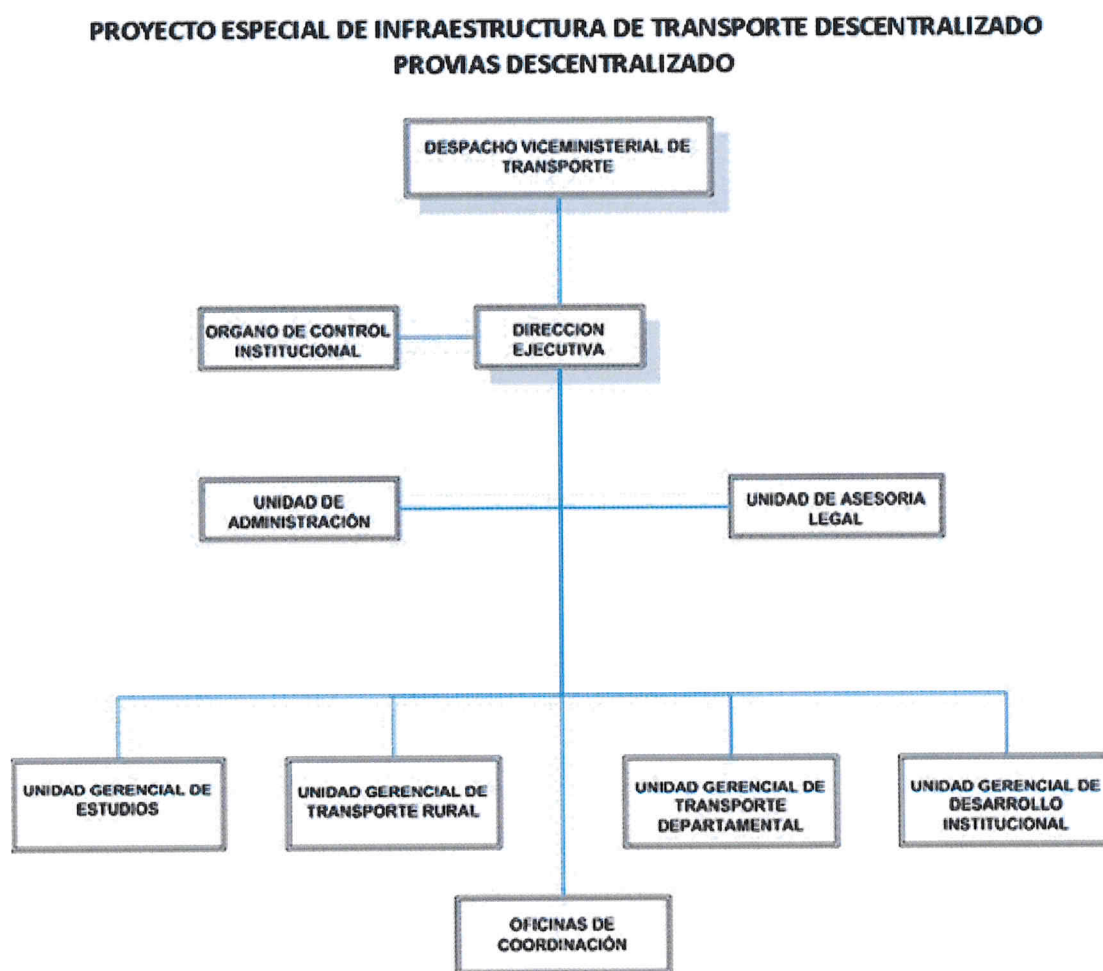 PROYECTO ESPECIAL DE INFRAESTRUCTURA DE TRANSPORTE DESCENTRALIZADO
PROVIAS DESCENTRALIZADO
DESPACHO VICEMINISTERIAL DE
TRANSPORTE
ORGANO DE CONTROL
INSTITUCIONAL
DIRECCION
EJECUTIVA
UNIDAD DE
ADMINISTRACIÓN
UNIDAD DE ASESORIA
LEGAL
UNIDAD GERENCIAL DE
ESTUDIOS
UNIDAD GERENCIAL DE
TRANSPORTE RURAL
UNIDAD GERENCIAL DE
TRANSPORTE
DEPARTAMENTAL
UNIDAD GERENCIAL DE
DESARROLLO
INSTITUCIONAL
OFICINAS DE
COORDINACIÓN